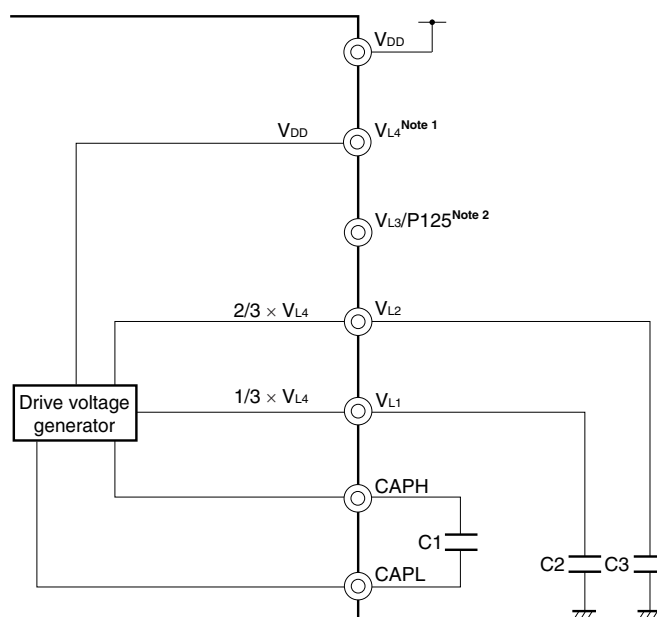 VDD
VDD
VL4Note 1
VL3/P125Note 2
2/3 × VL4
VL2
1/3 × VL4
VL1
Drive voltage
generator
CAPH
C1
CAPL
C2
C3